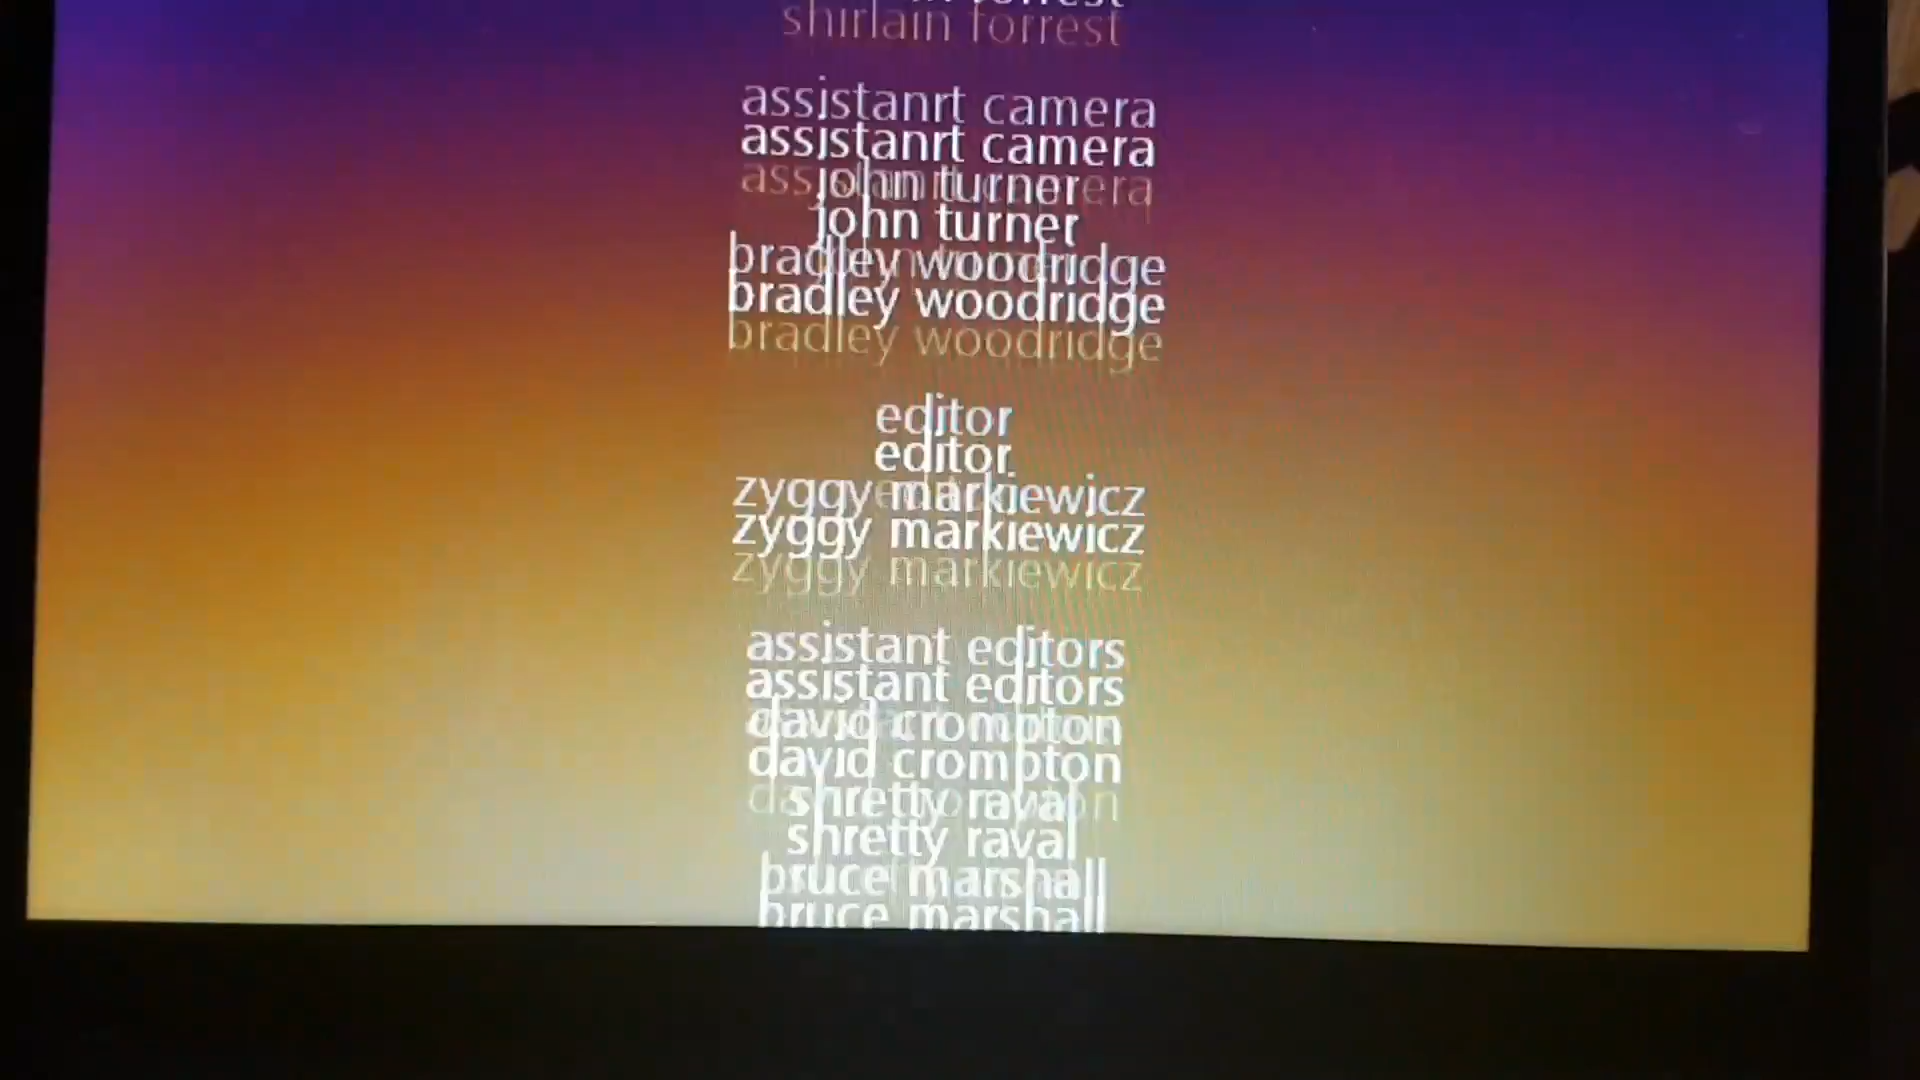 shirlain forrest
assistanrt camera
john turner
bradley woodridge
editor
zyggy markiewicz
assistant editors
david crompton
shretty raval
bruce marshall